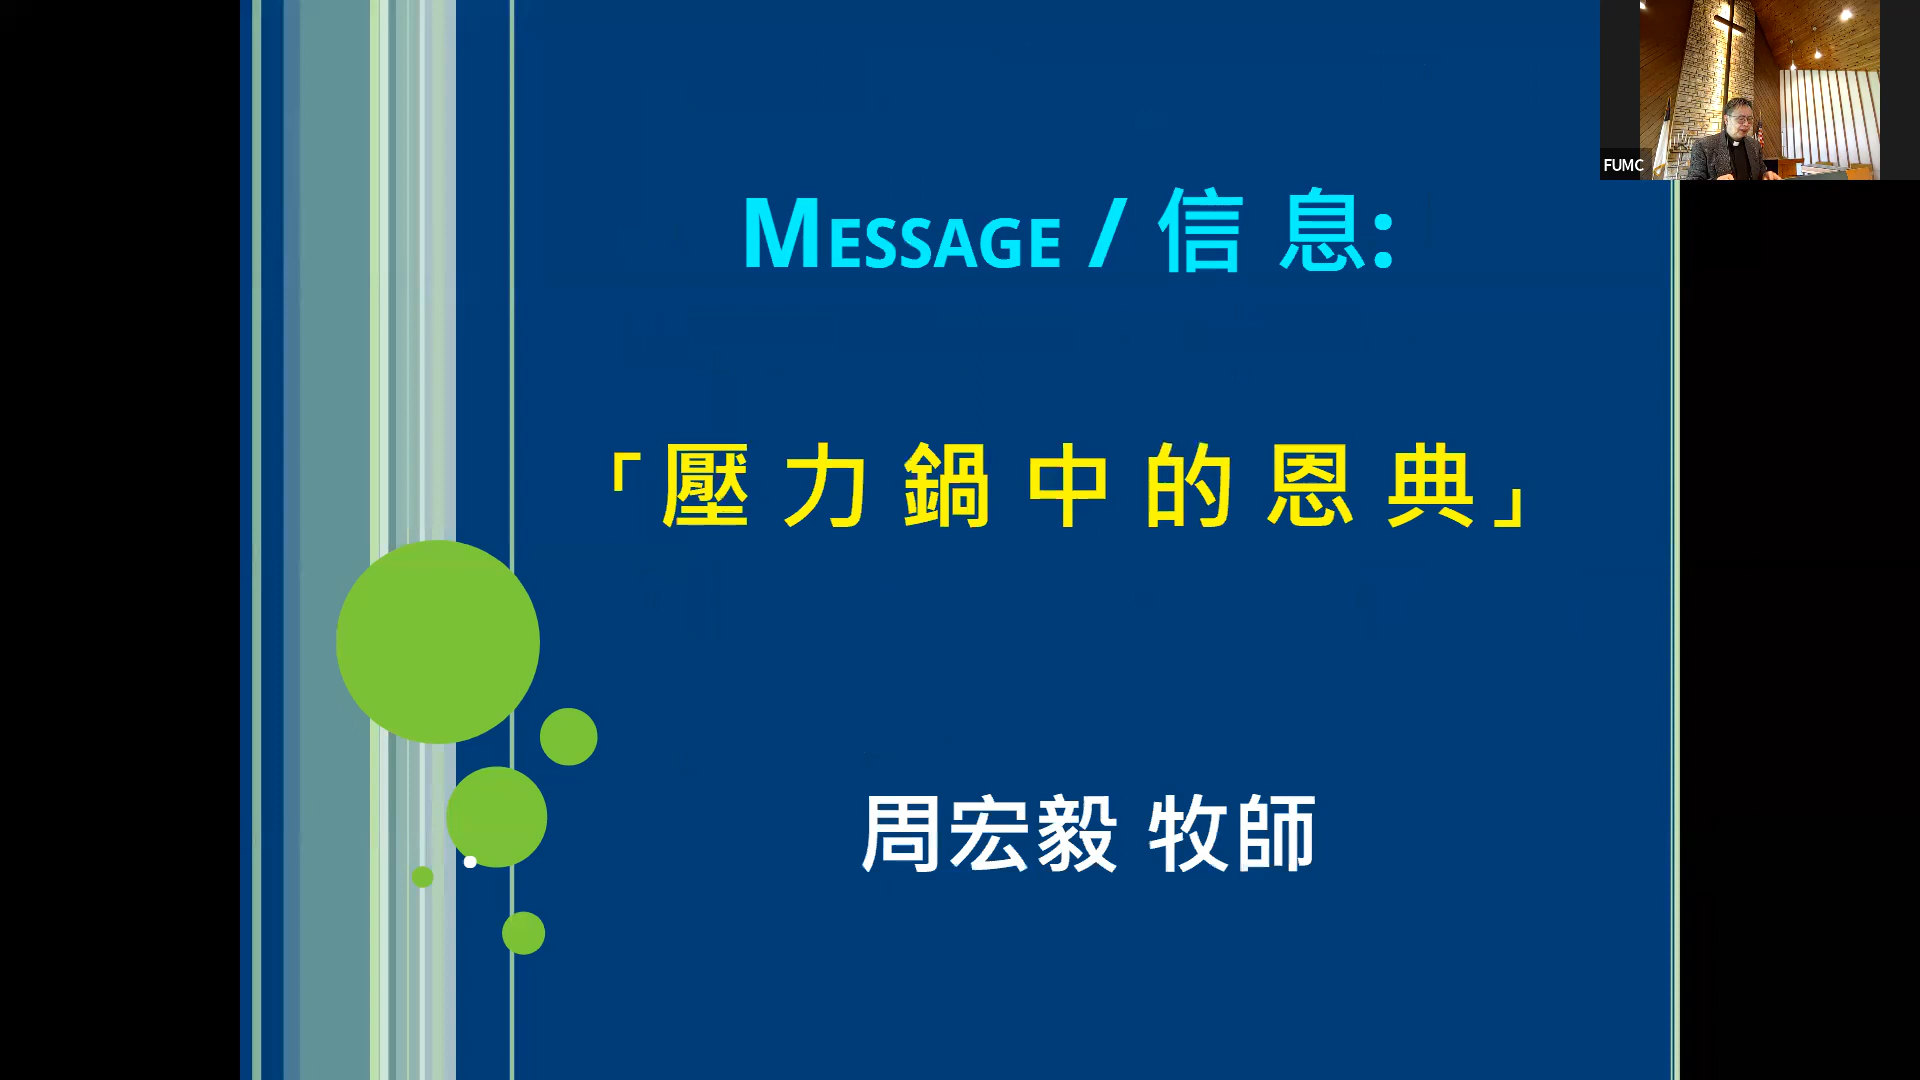 MESSAGE / 信 息:
「壓 力 鍋 中 的 恩 典」
周宏毅 牧師
FUMC